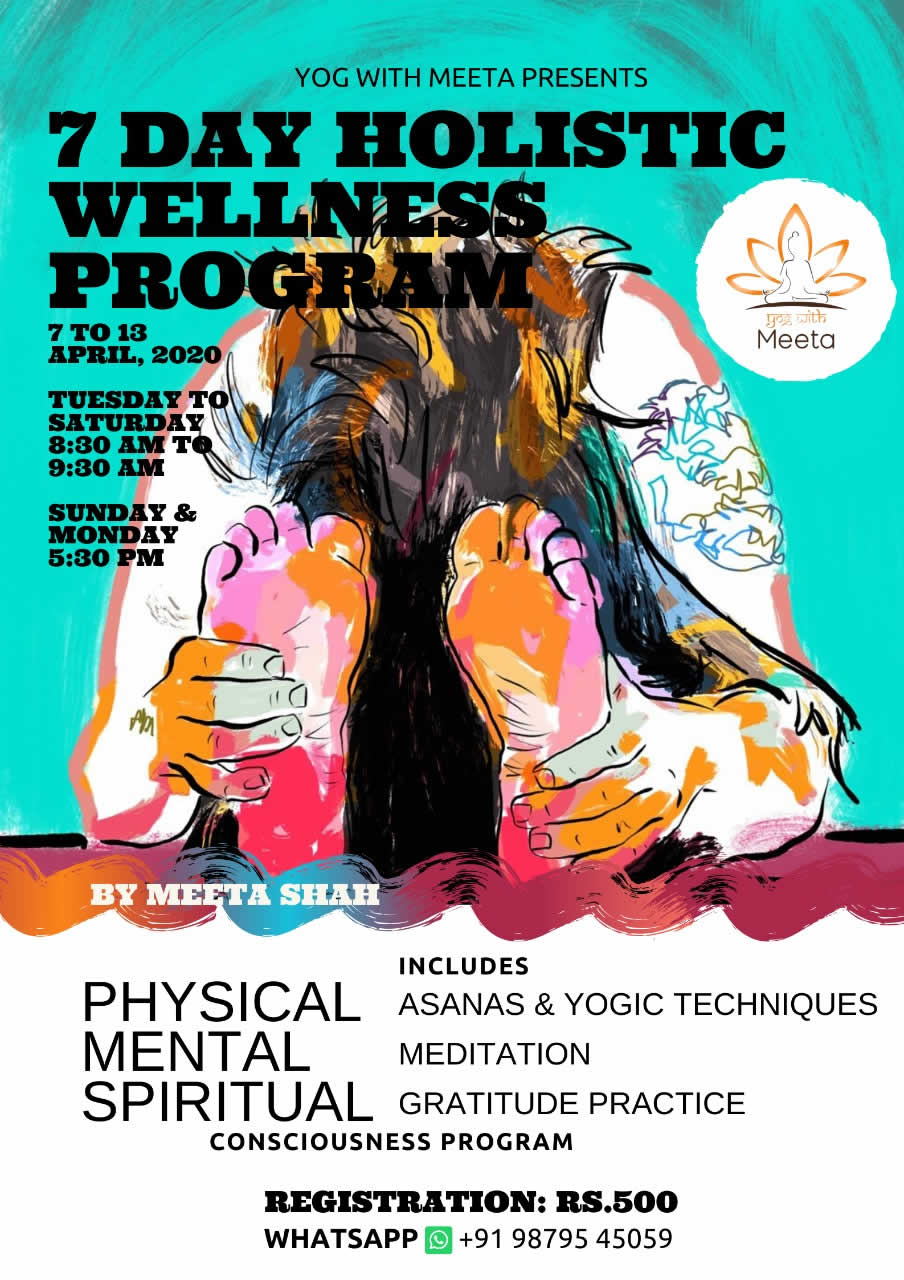 YOG WITH MEETA PRESENTS
7 DAY HOLISTIC
WELLNESS
PROGRAM
7 TO 13
APRIL, 2020
TUESDAY TO
SATURDAY
8:30 AM TO
9:30 AM
SUNDAY &
MONDAY
5:30 PM
yog with
Meeta
BY MEETA SHAH
PHYSICAL
MENTAL
SPIRITUAL
CONSCIOUSNESS PROGRAM
INCLUDES
ASANAS & YOGIC TECHNIQUES
MEDITATION
GRATITUDE PRACTICE
REGISTRATION: RS.500
WHATSAPP +91 98795 45059